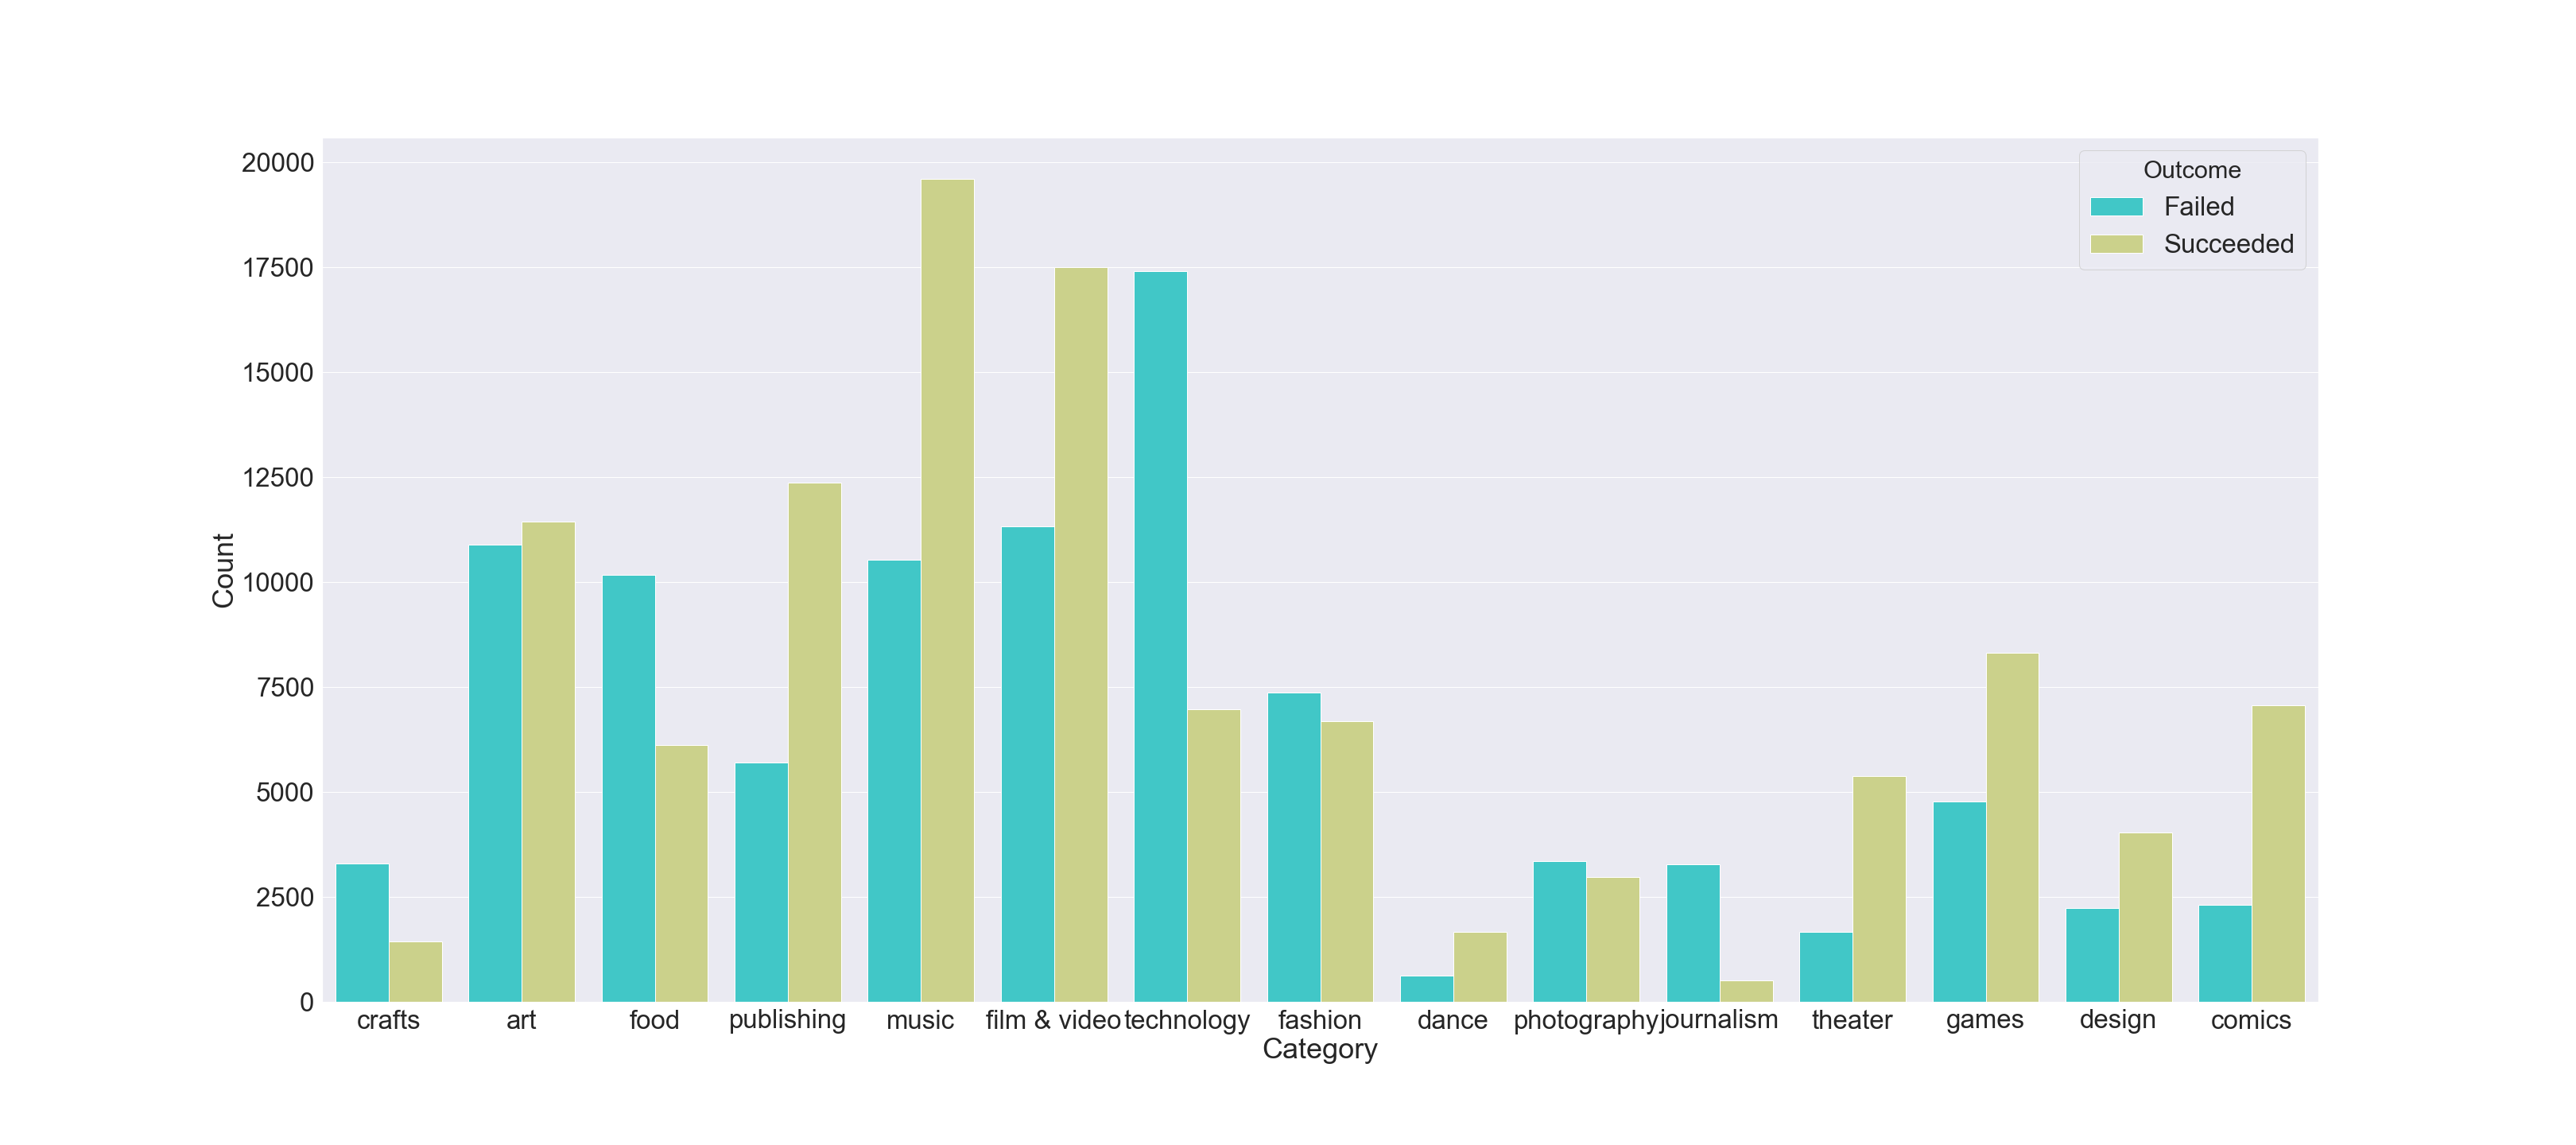 20000
17500
15000
12500
10000
7500
5000
2500
0
Count
Outcome
Failed
Succeeded
crafts art food publishing music film & video technology fashion dance photography journalism theater games design comics
Category